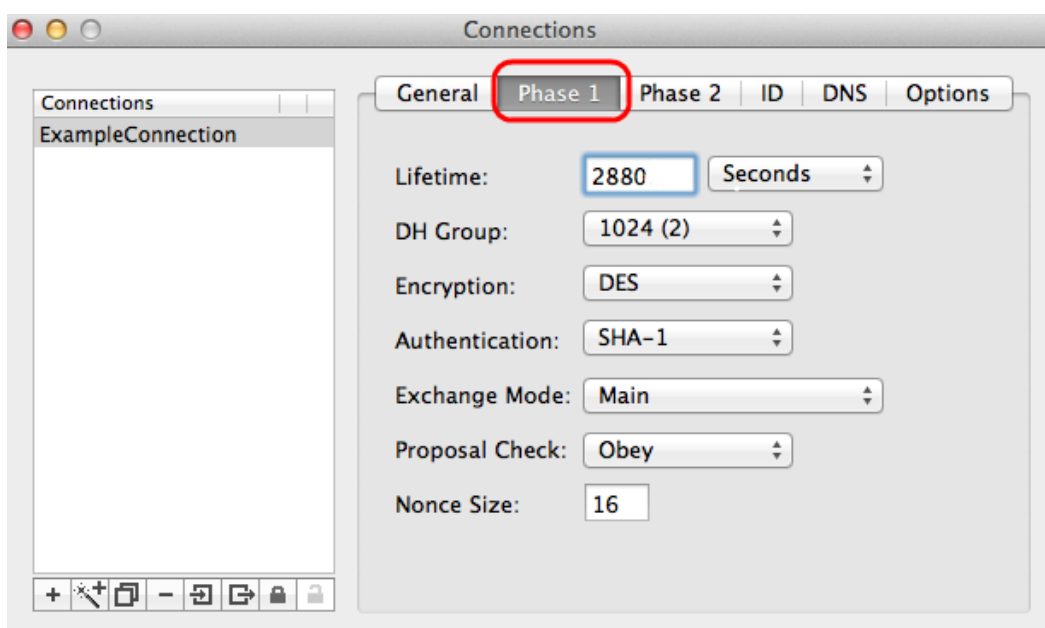 Connections
General Phase 1 Phase 2 ID DNS Options
Connections
ExampleConnection
Lifetime: 2880 Seconds
DH Group: 1024 (2)
Encryption: DES
Authentication: SHA-1
Exchange Mode: Main
Proposal Check: Obey
Nonce Size: 16